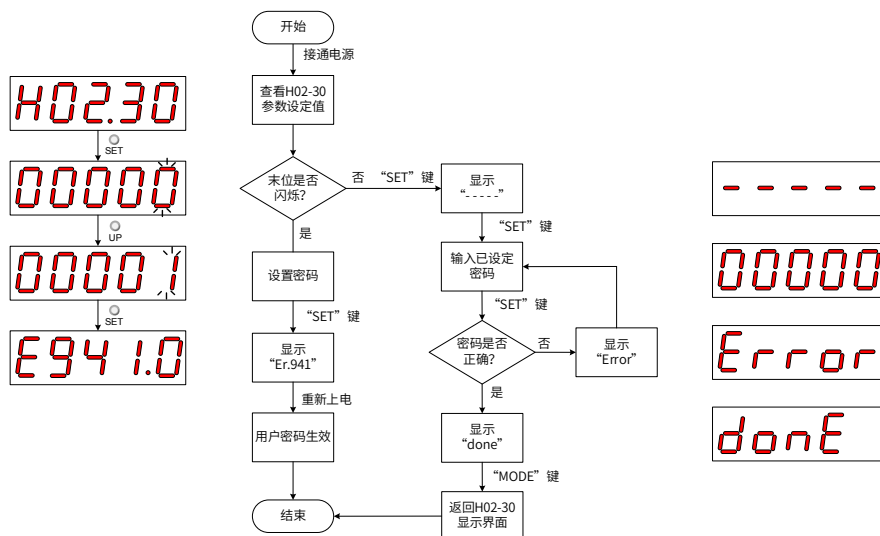 H02.30
SET
00000
UP
00001
SET
E941.0
开始
接通电源
查看H02-30
参数设定值
末位是否
闪烁?
否 “SET”键
是
设置密码
“SET”键
显示
“Er.941”
重新上电
用户密码生效
结束
显示
“-----”
“SET”键
输入已设定
密码
“SET”键
密码是否
正确?
否
显示
“Error”
是
显示
“done”
“MODE”键
返回H02-30
显示界面
-----
00000
Error
donE